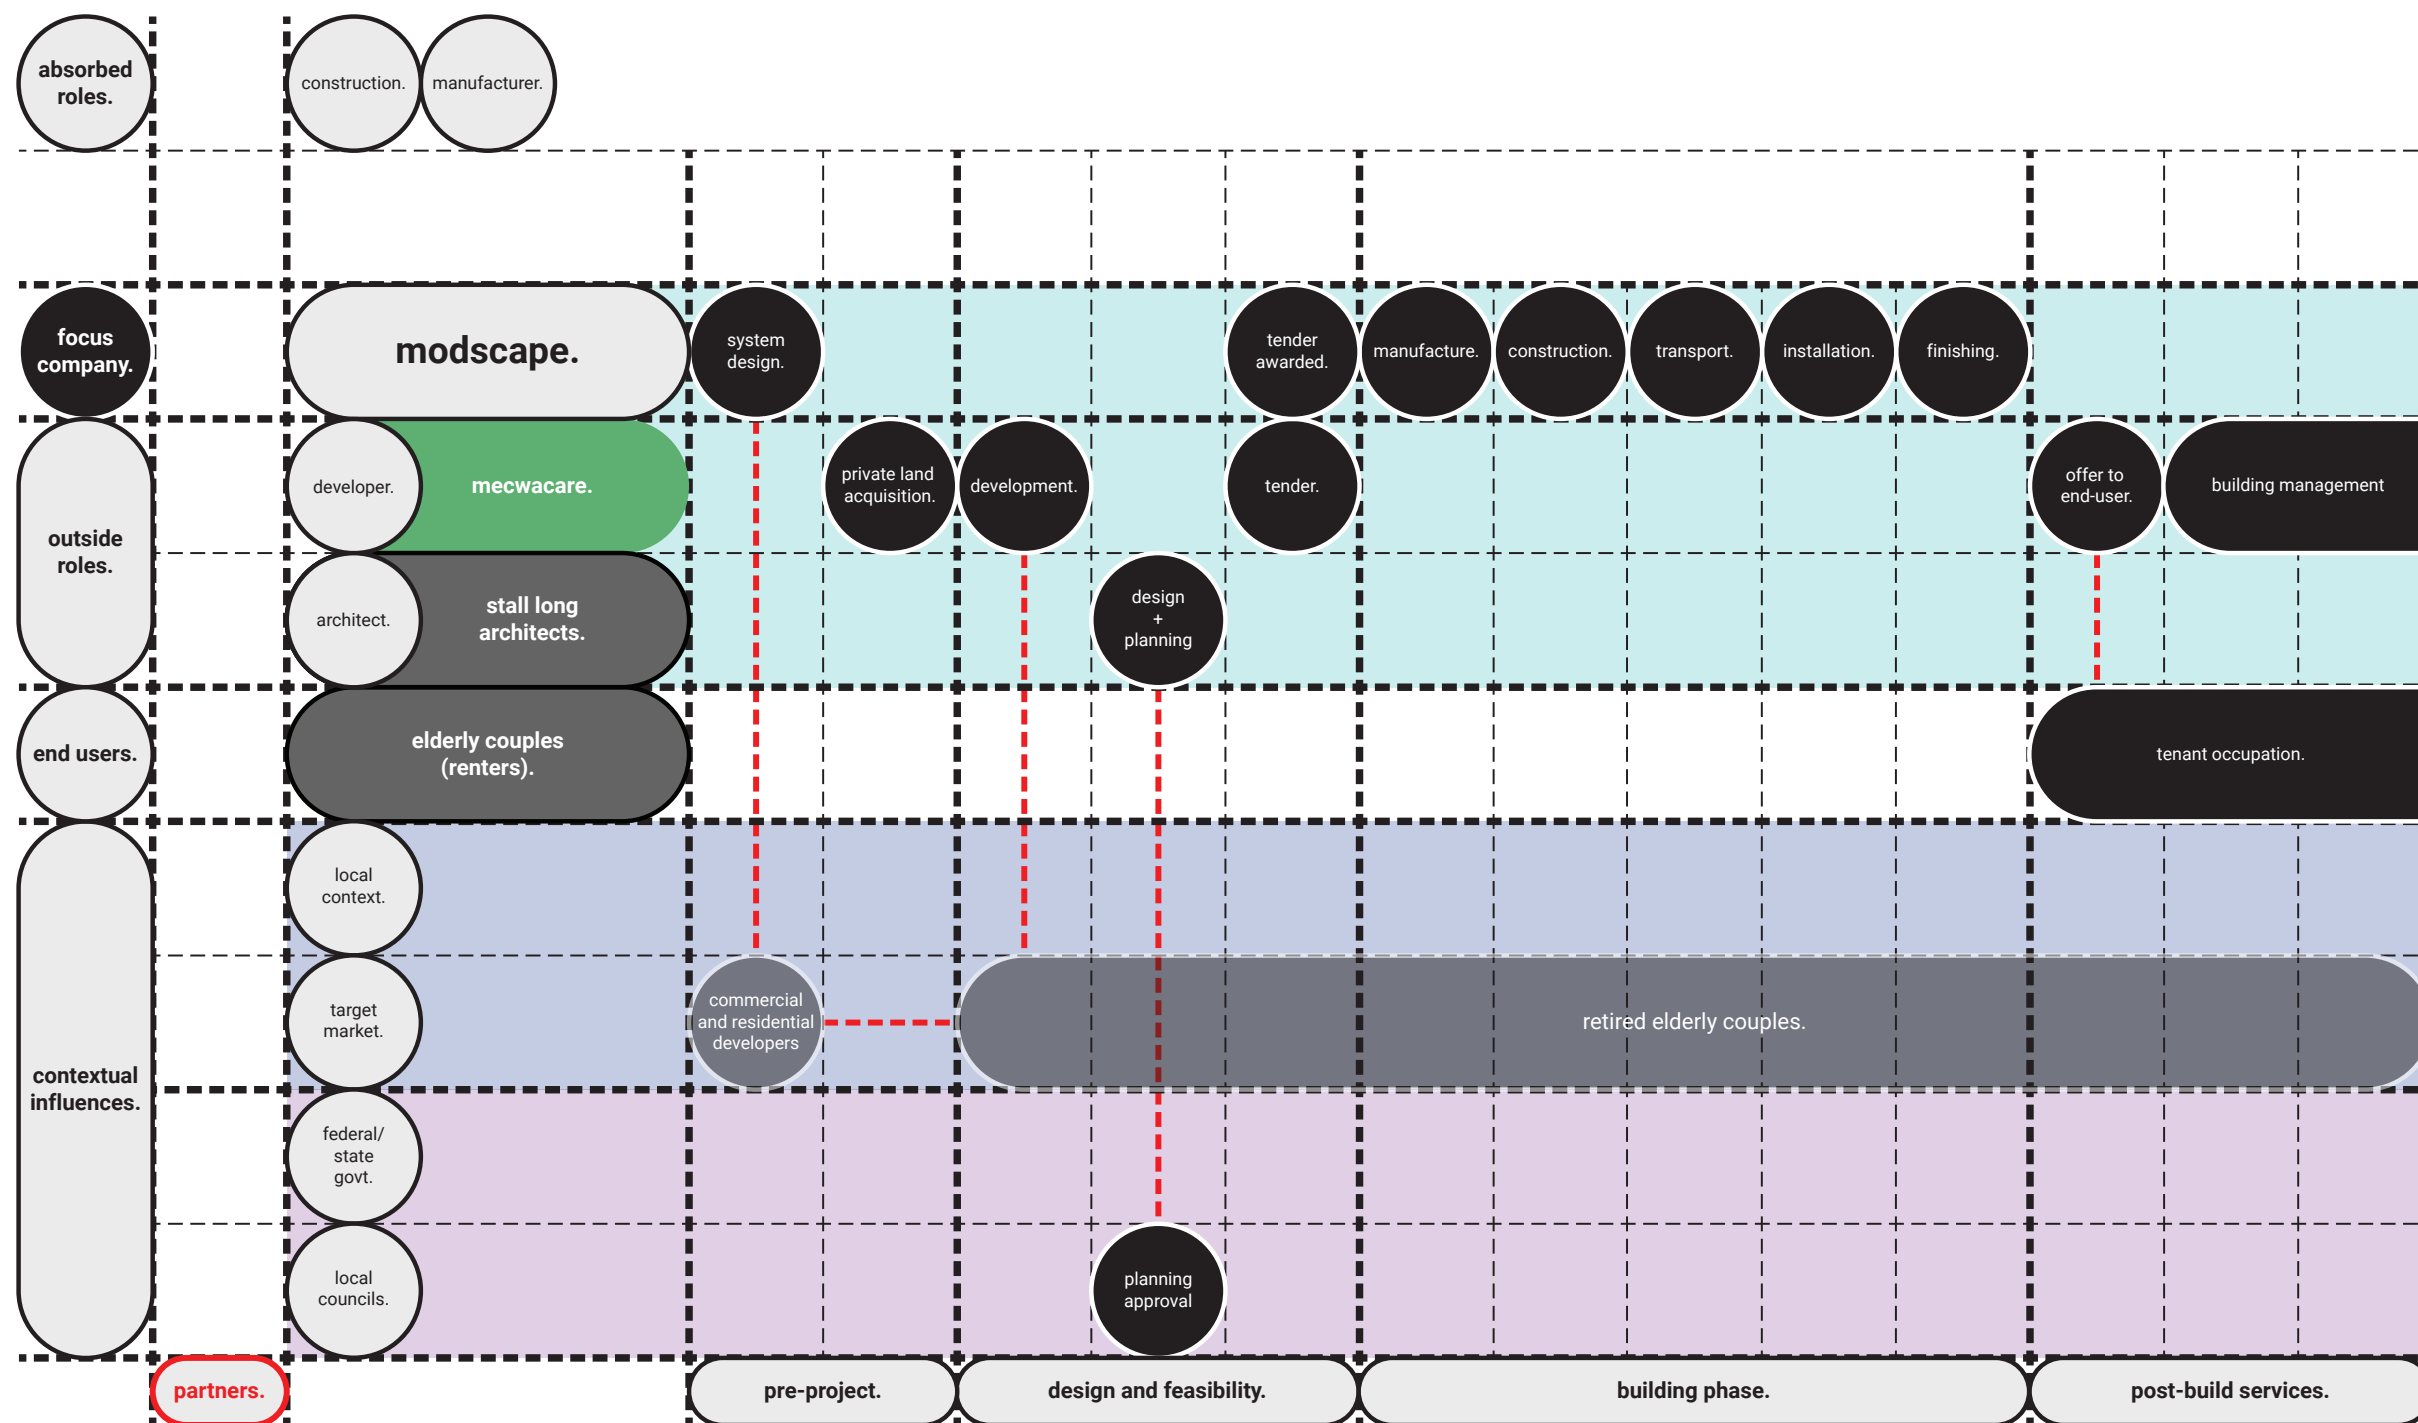 absorbed
roles.
construction.
manufacturer.
focus
company.
modscape.
system
design.
tender
awarded.
manufacture.
construction.
transport.
installation.
finishing.
outside
roles.
developer.
mecwacare.
private land
acquisition.
development.
tender.
offer to
end-user.
building management
architect.
stall long
architects.
design
+
planning
end users.
elderly couples
(renters).
tenant occupation.
contextual
influences.
local
context.
target
market.
commercial
and residential
developers
retired elderly couples.
federal/
state
govt.
local
councils.
planning
approval
partners.
pre-project.
design and feasibility.
building phase.
post-build services.